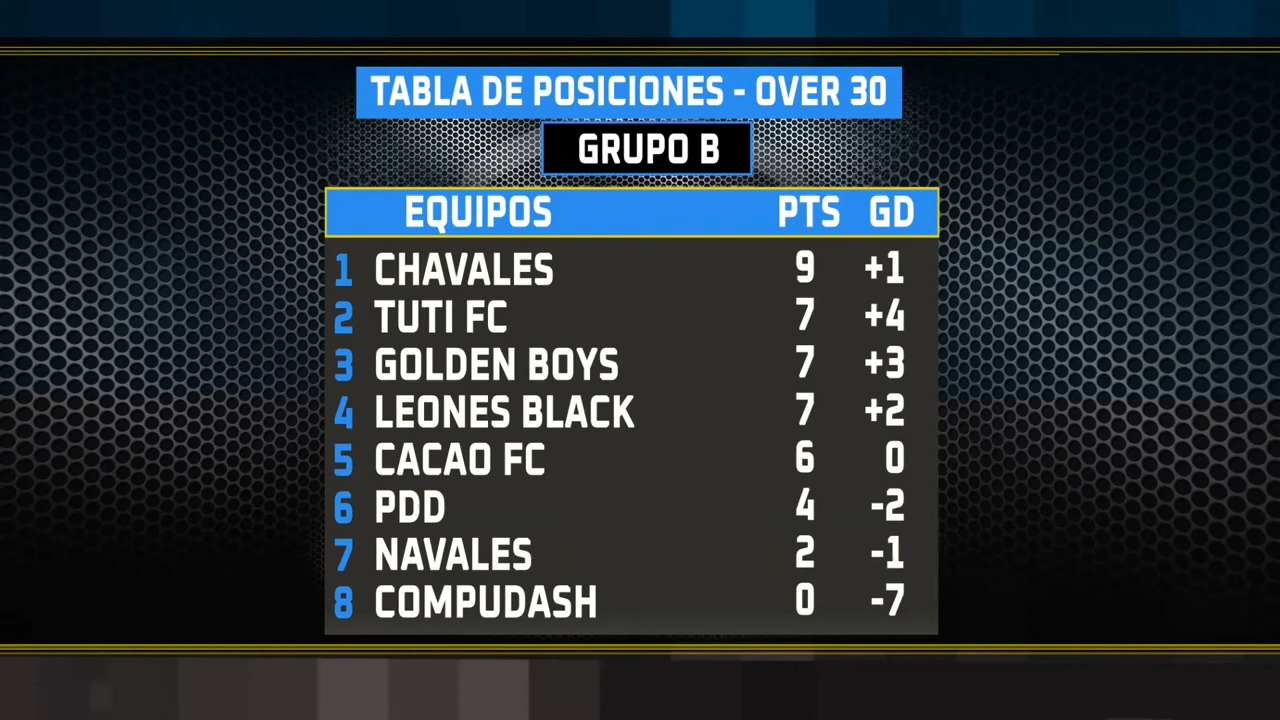 TABLA DE POSICIONES - OVER 30
GRUPO B
EQUIPOS PTS GD
1 CHAVALES 9 +1
2 TUTI FC 7 +4
3 GOLDEN BOYS 7 +3
4 LEONES BLACK 7 +2
5 CACAO FC 6 0
6 PDD 4 -2
7 NAVALES 2 -1
8 COMPUDASH 0 -7